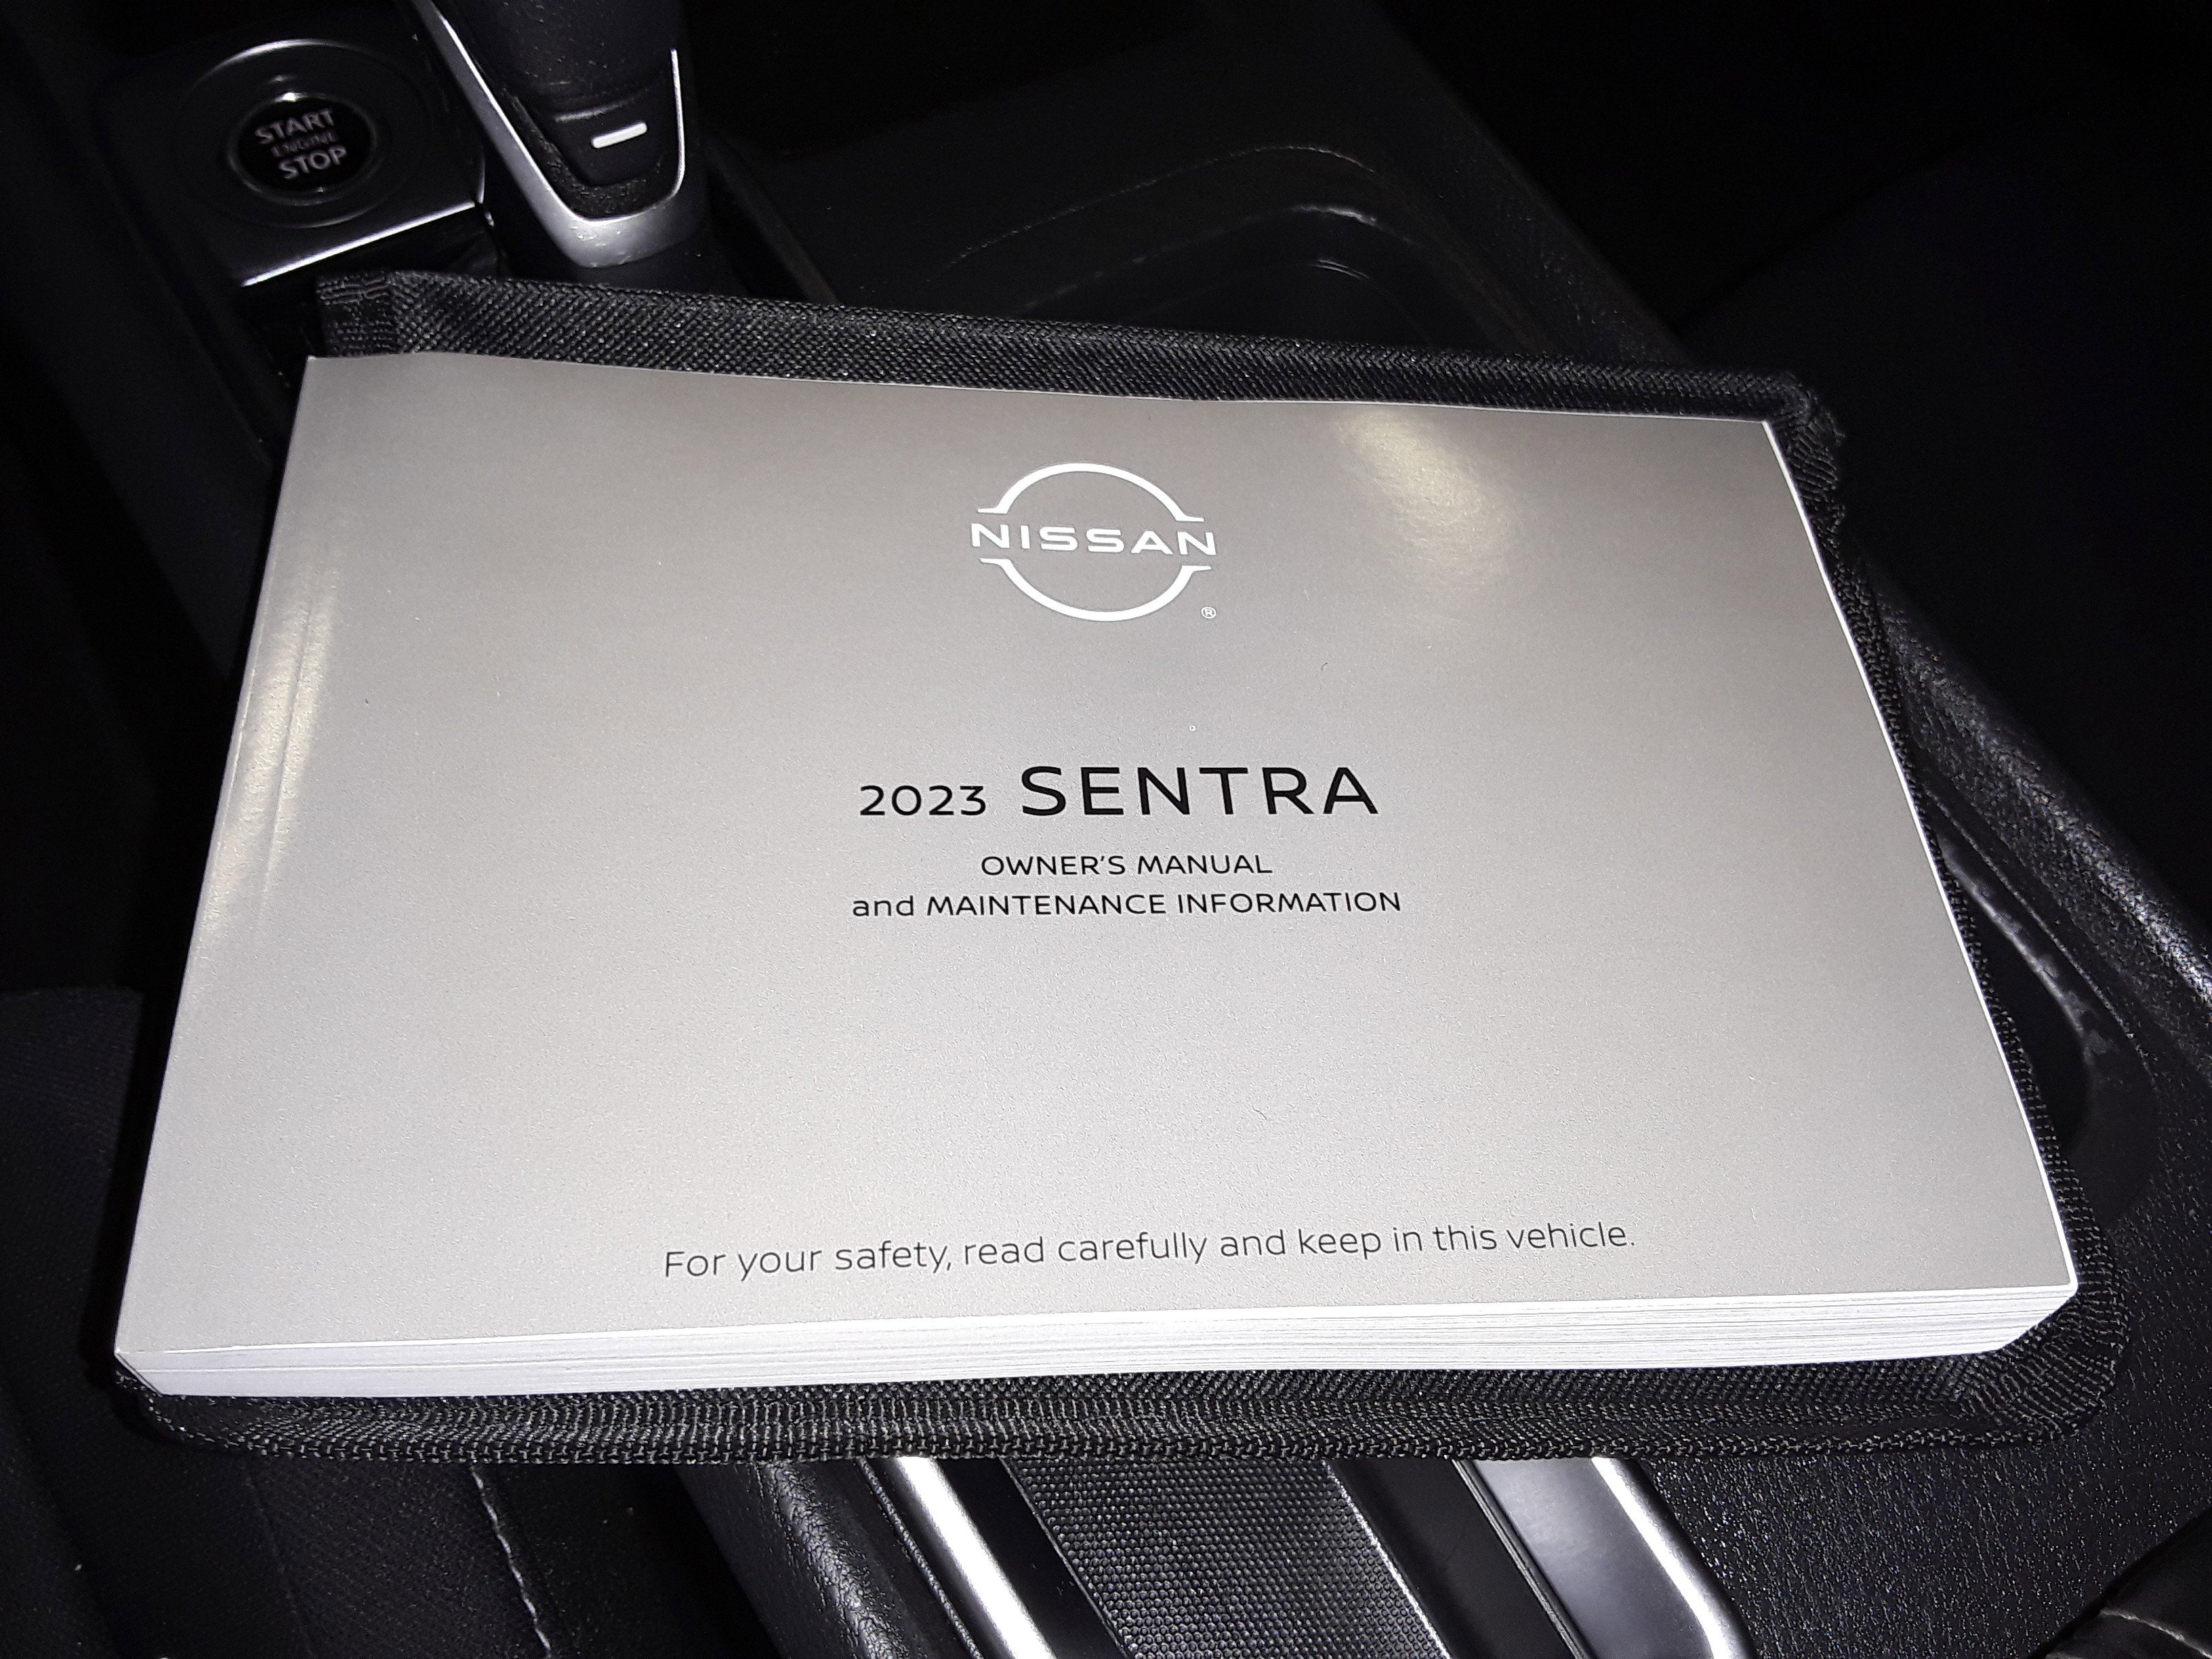 START
ENGINE
STOP
NISSAN
®
2023 SENTRA
OWNER'S MANUAL
and MAINTENANCE INFORMATION
For your safety, read carefully and keep in this vehicle.